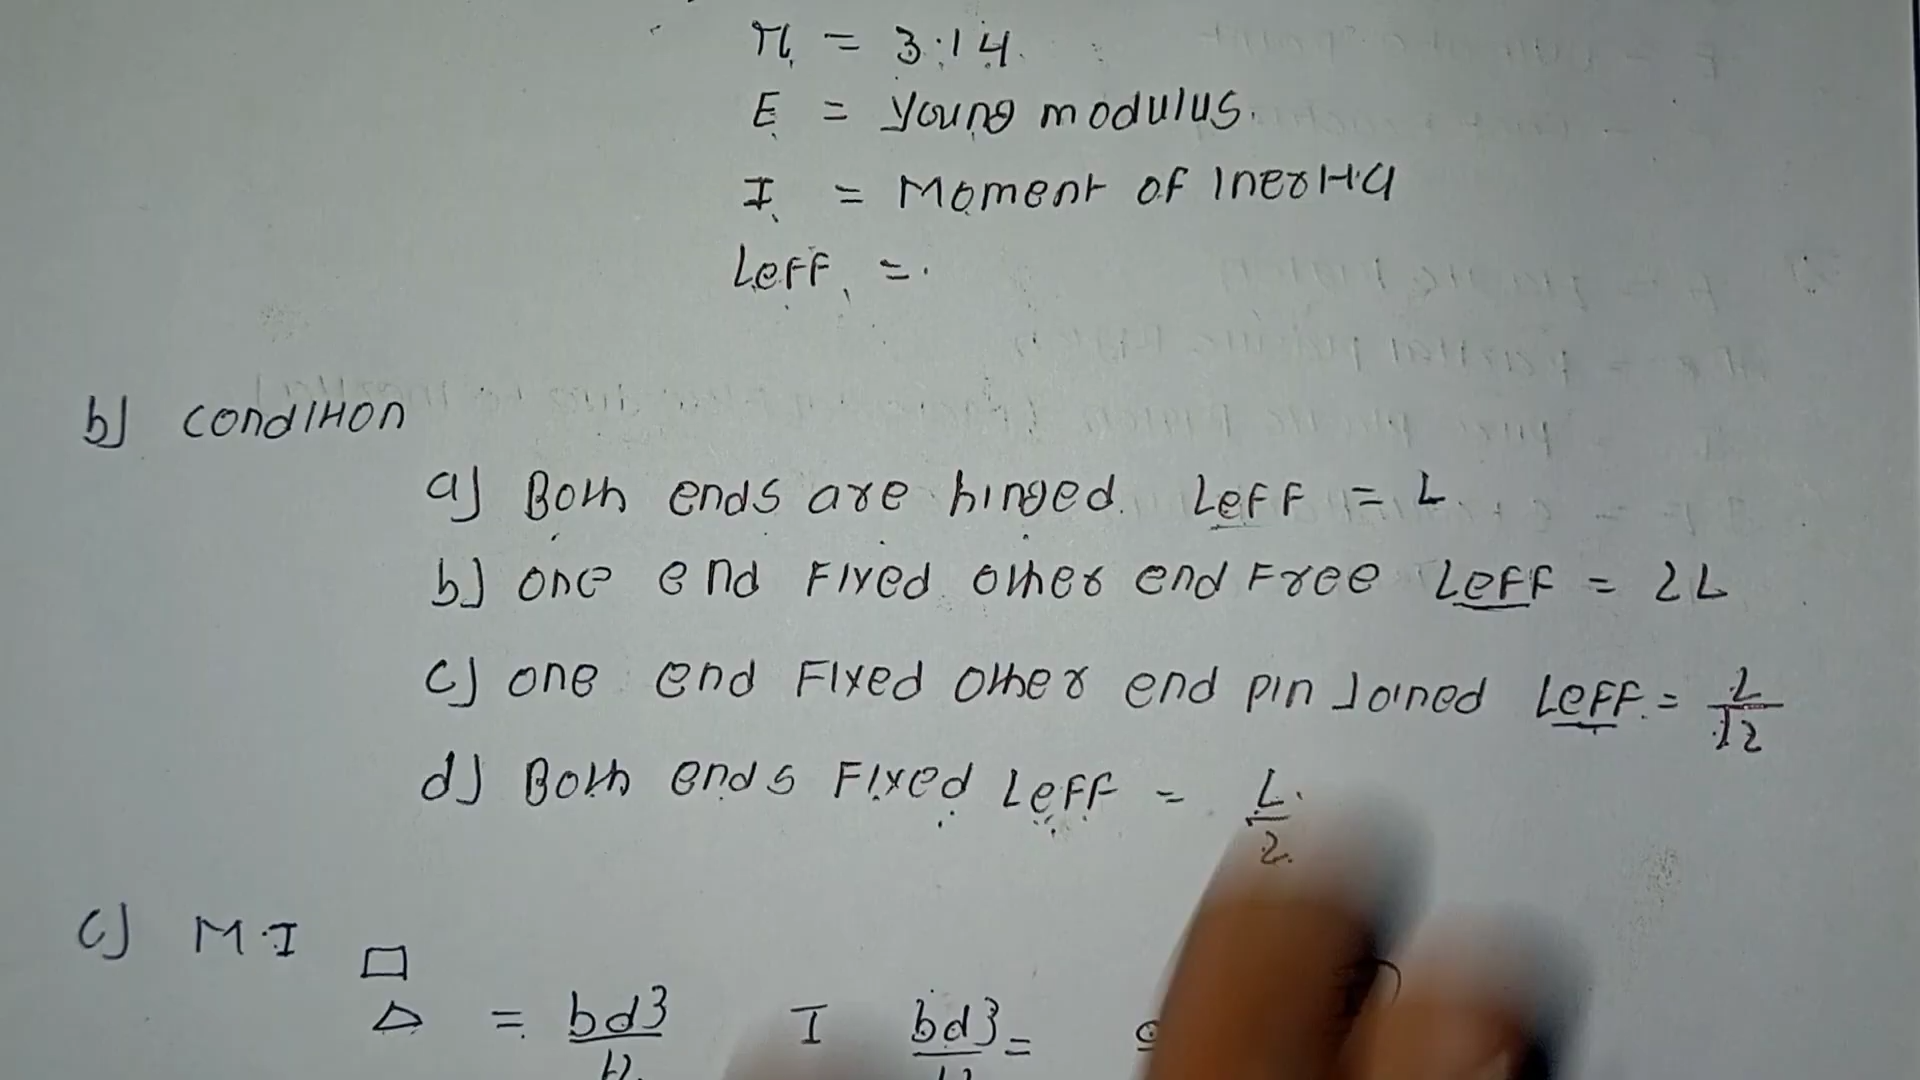 π = 3.14.
E = Young modulus.
I = Moment of Inertia
Leff =
b) condition
a) Both ends are hinged. Leff = L
b) one end Fixed other end Free Leff = 2L
c) one end Fixed other end pin Joined Leff = L/√2
d) Both ends Fixed Leff = L/2
c) M.I
= bd3 I bd3 =